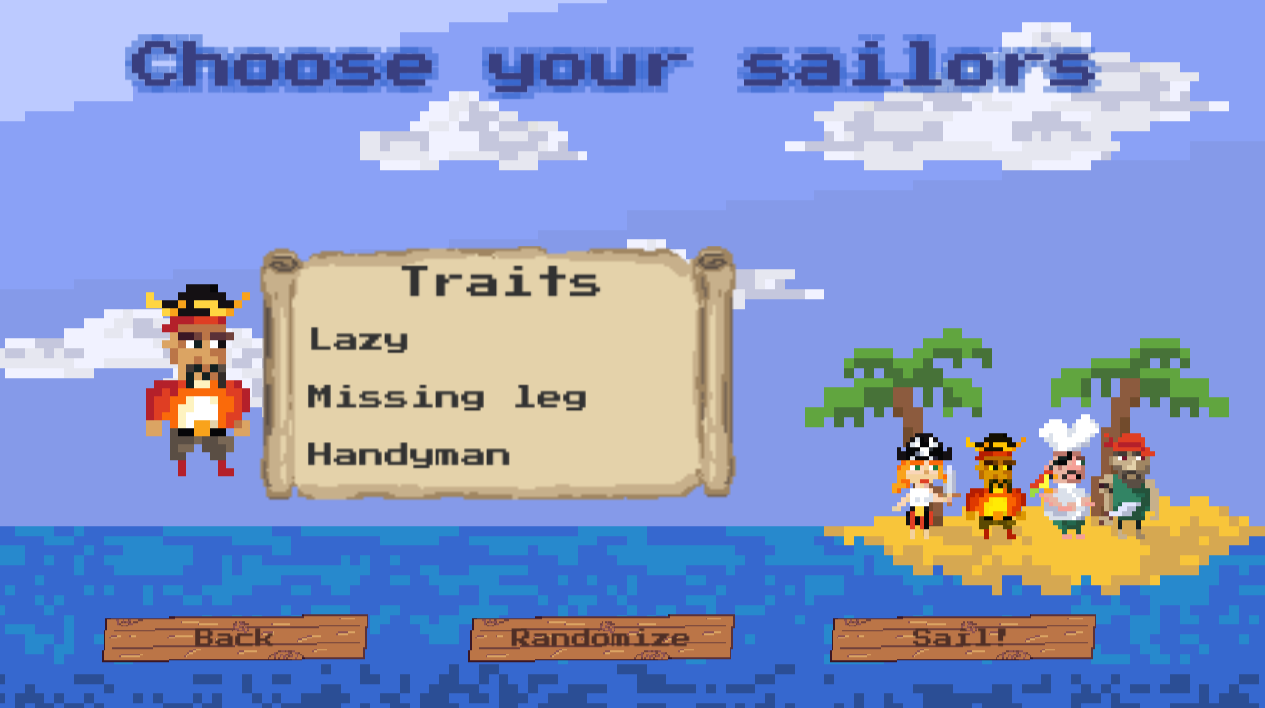 Choose your sailors
Traits
Lazy
Missing leg
Handyman
Back
Randomize
Sail!